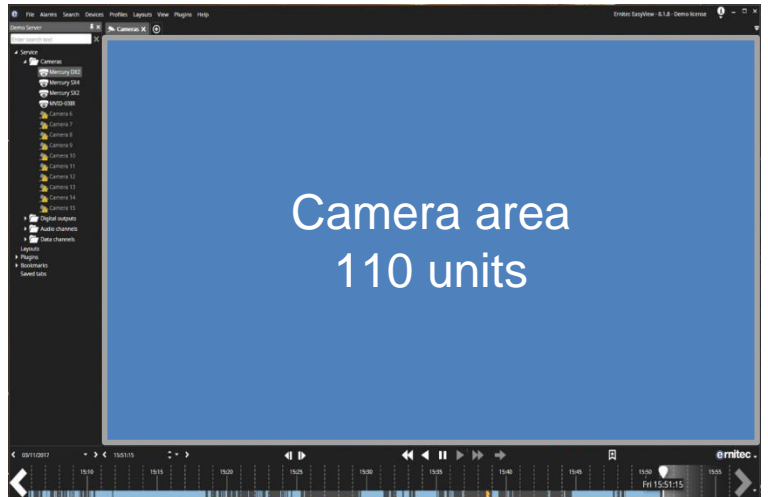 e File Alarms Search Devices Profiles Layouts View Plugins Help
Ernitec EasyView - 8.1.8 - Demo license
Demo Server
Cameras X
Enter search text
Service
Cameras
Mercury DX2
Mercury SX4
Mercury SX2
Camera 6
Camera 7
Camera 8
Camera 9
Camera 10
Camera 11
Camera 12
Camera 13
Camera 14
Camera 15
Digital outputs
Audio channels
Data channels
Layouts
Plugins
Bookmarks
Saved tabs
Camera area
110 units
03/11/2017
15:51:15
ernitec
15:10 15:15 15:20 15:25 15:30 15:35 15:40 15:45 15:50 15:55
Fri 15:51:15